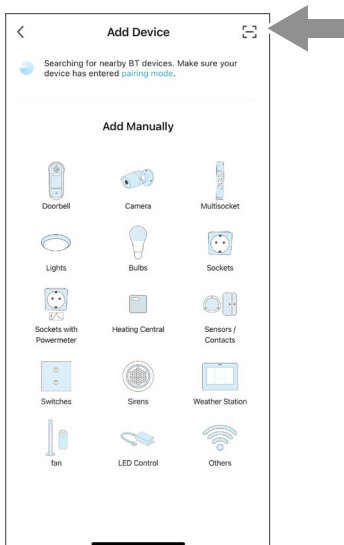 Add Device
Searching for nearby BT devices. Make sure your
device has entered pairing mode.
Add Manually
Doorbell
Camera
Multisocket
Lights
Bulbs
Sockets
Sockets with
Powermeter
Heating Central
Sensors /
Contacts
Switches
Sirens
Weather Station
fan
LED Control
Others